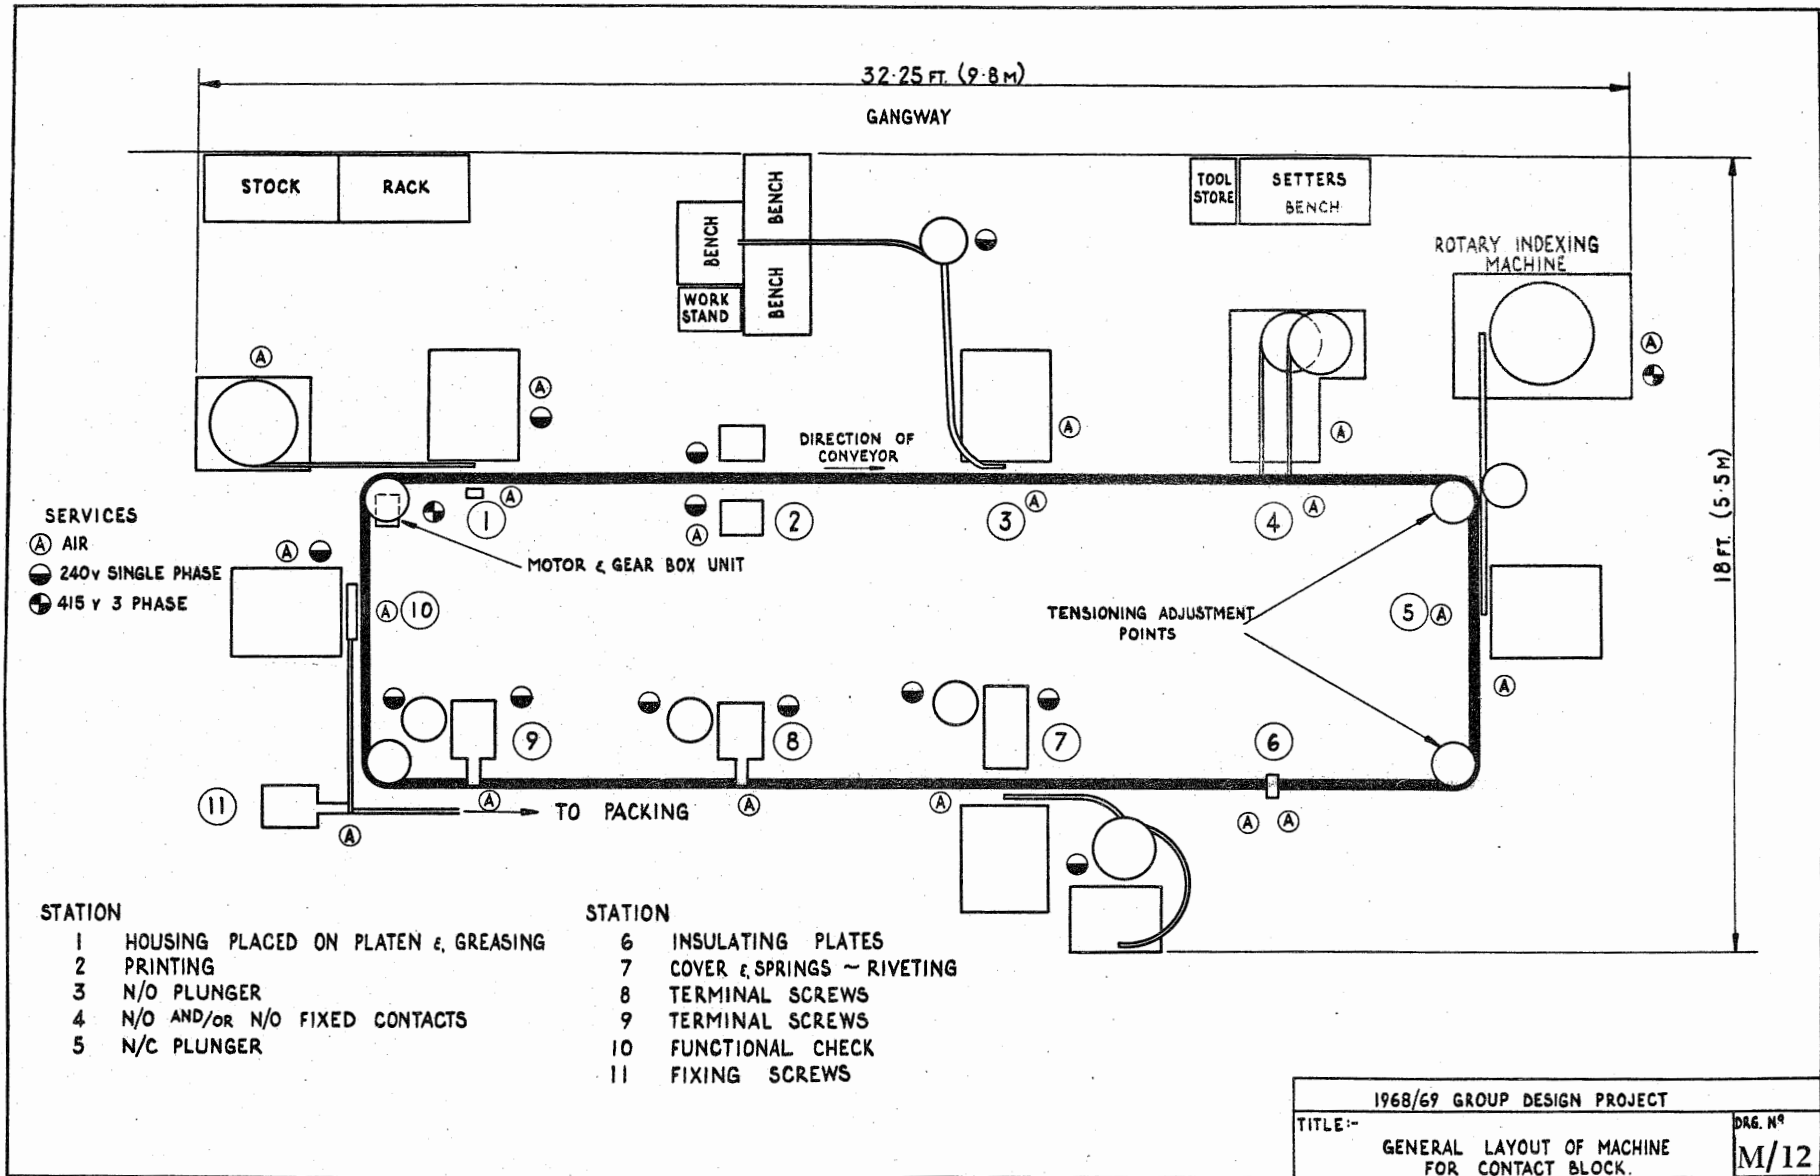 32·25 FT. (9·8 M)
GANGWAY
STOCK
RACK
BENCH
BENCH
BENCH
WORK
STAND
TOOL
STORE
SETTERS
BENCH
ROTARY INDEXING
MACHINE
18 FT. (5·5 M)
A
A
A
A
A
DIRECTION OF
CONVEYOR
A
A
A
A
1
2
3
4
SERVICES
A AIR
240v SINGLE PHASE
415 v 3 PHASE
A
MOTOR & GEAR BOX UNIT
A 10
TENSIONING ADJUSTMENT
POINTS
5 A
A
9
8
7
6
11
A
A
A
A
A
A
TO PACKING
STATION
1 HOUSING PLACED ON PLATEN & GREASING
2 PRINTING
3 N/O PLUNGER
4 N/O AND/OR N/O FIXED CONTACTS
5 N/C PLUNGER
STATION
6 INSULATING PLATES
7 COVER & SPRINGS ~ RIVETING
8 TERMINAL SCREWS
9 TERMINAL SCREWS
10 FUNCTIONAL CHECK
11 FIXING SCREWS
1968/69 GROUP DESIGN PROJECT
TITLE:-
GENERAL LAYOUT OF MACHINE
FOR CONTACT BLOCK.
DRG. Nº
M/12